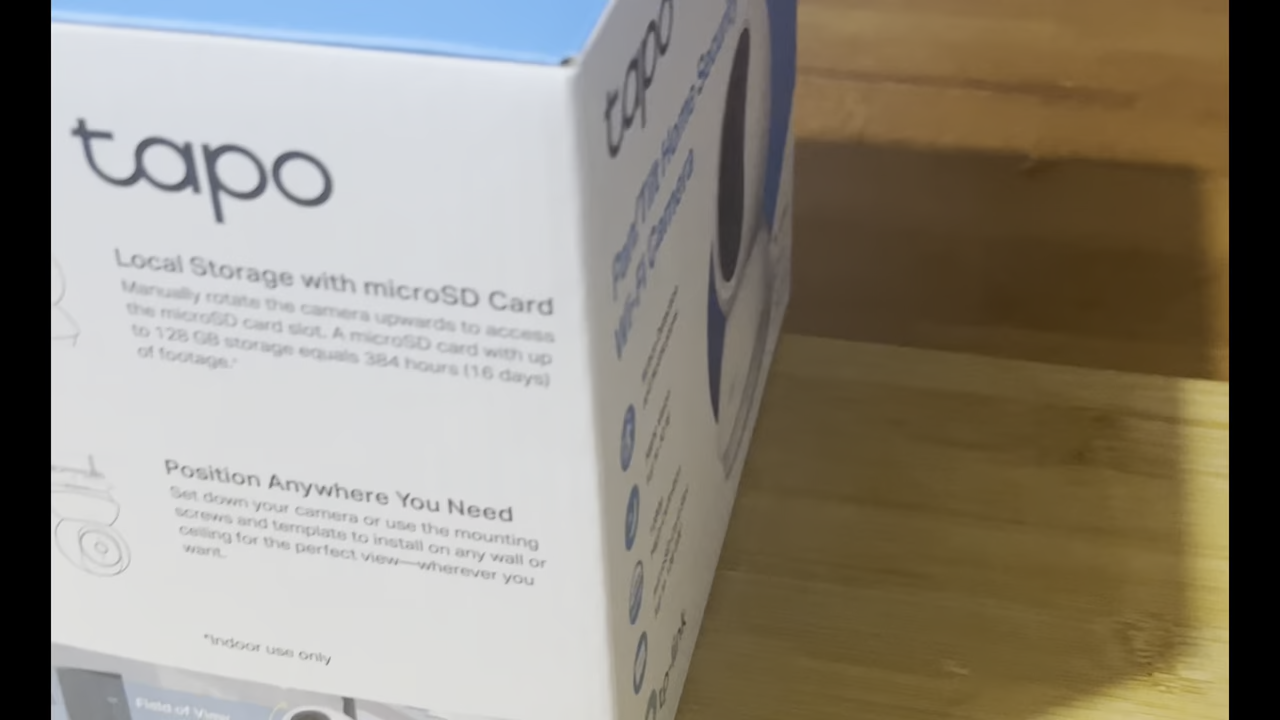 tapo
Local Storage with microSD Card
Manually rotate the camera upwards to access
the microSD card slot. A microSD card with up
to 128 GB storage equals 384 hours (16 days)
of footage.*
Position Anywhere You Need
Set down your camera or use the mounting
screws and template to install on any wall or
ceiling for the perfect view—wherever you
want.
*Indoor use only
Field of View
tapo
Pan/Tilt Home Security
Wi-Fi Camera